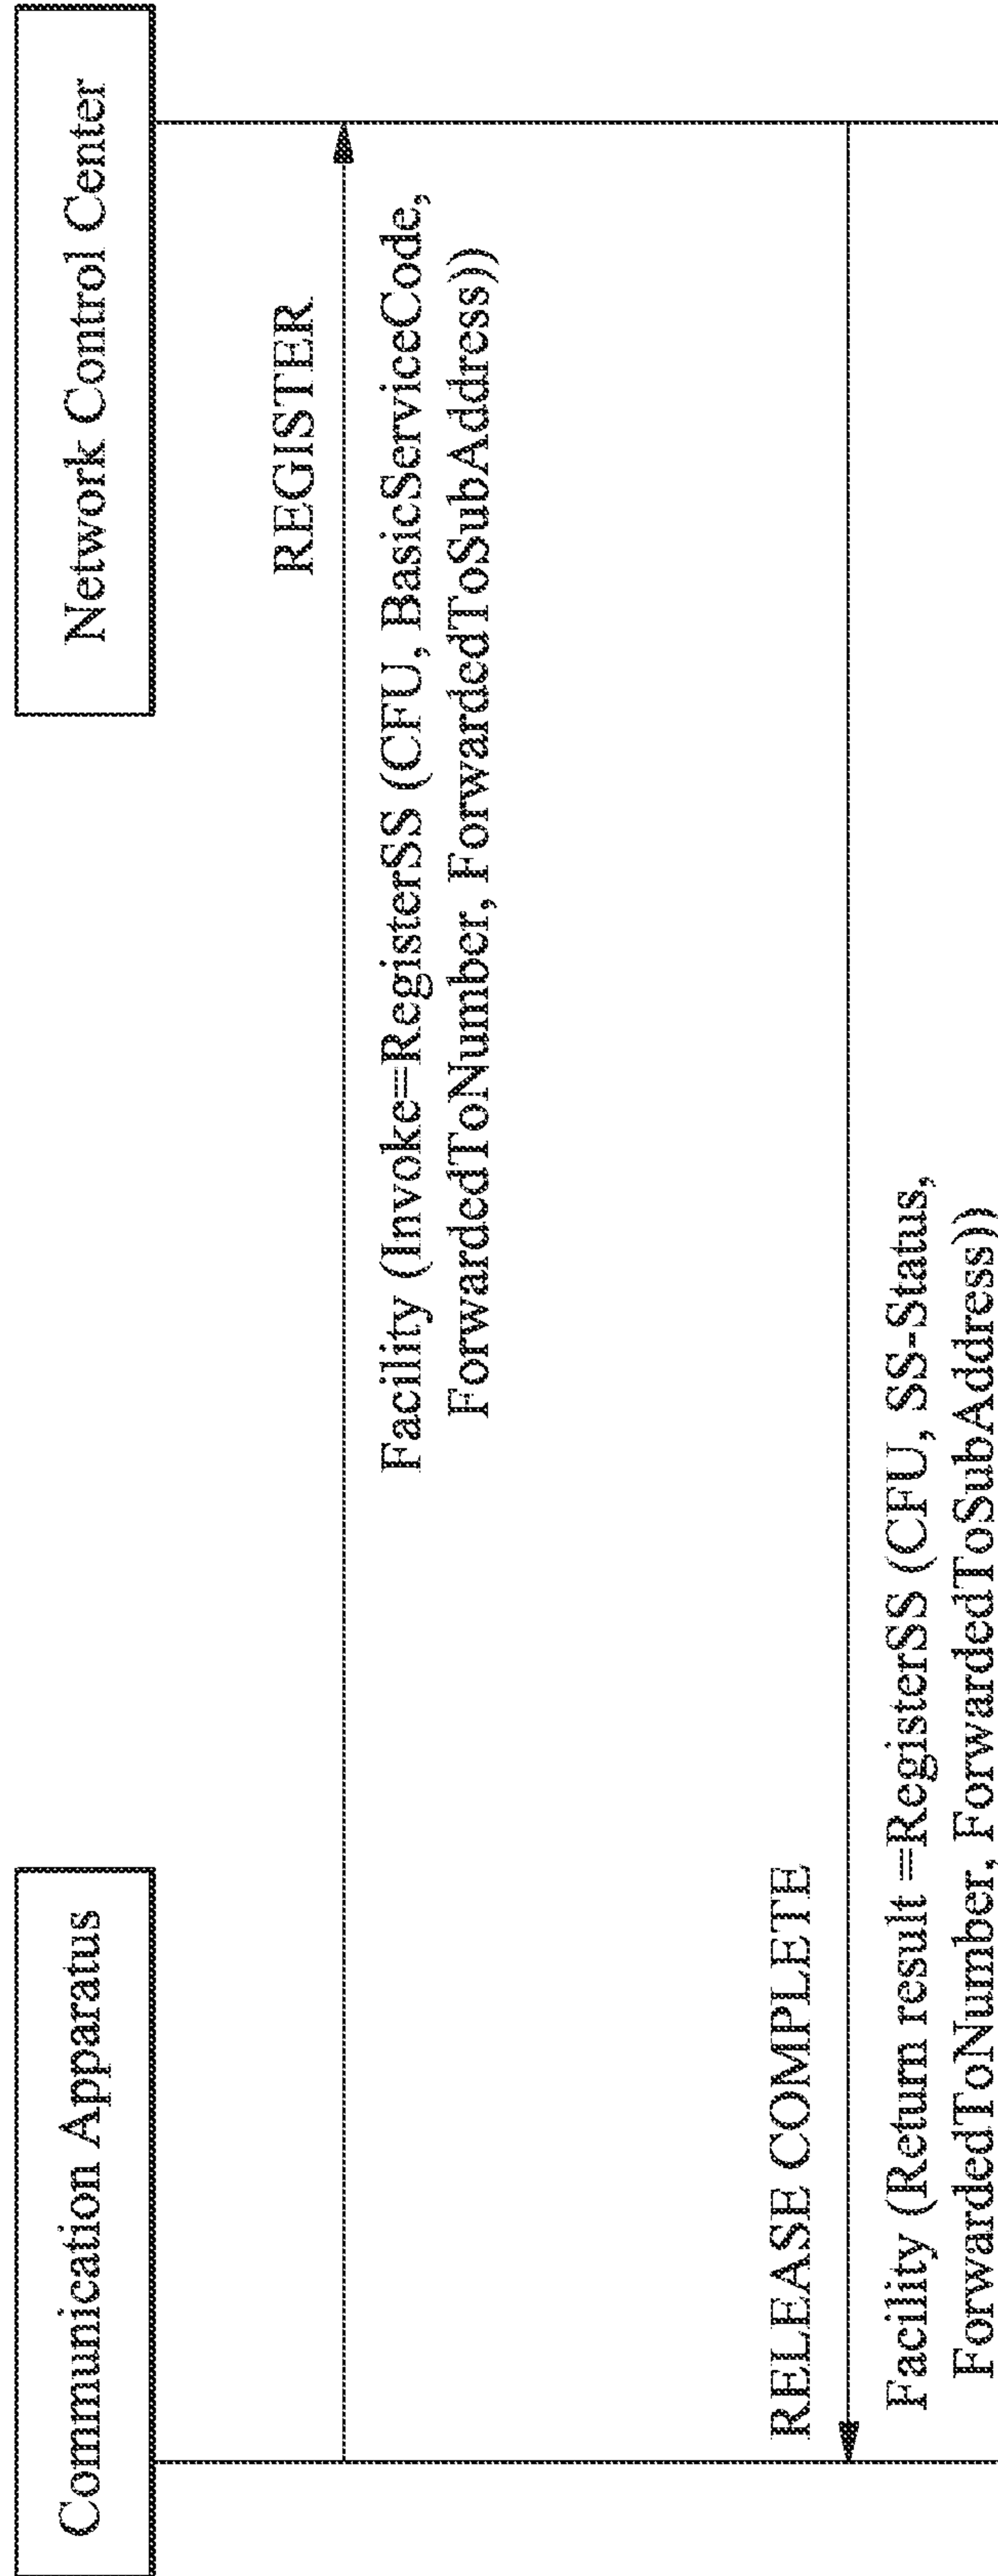 Communication Apparatus
Network Control Center
REGISTER
Facility (Invoke=RegisterSS (CFU, BasicServiceCode,
ForwardedToNumber, ForwardedToSubAddress))
RELEASE COMPLETE
Facility (Return result =RegisterSS (CFU, SS-Status,
ForwardedToNumber, ForwardedToSubAddress))